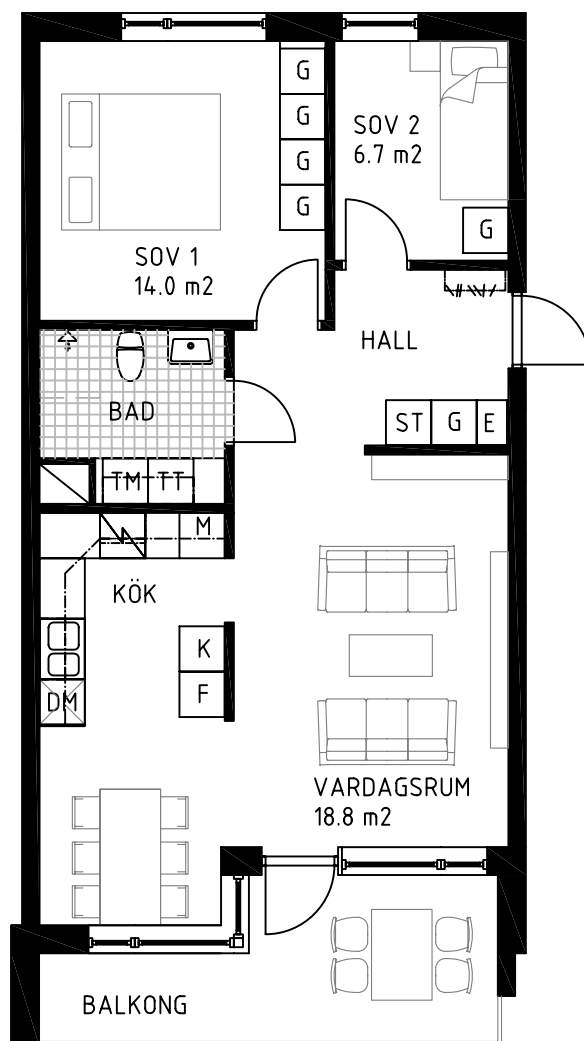 G
G
G
G
SOV 2
6.7 m2
G
SOV 1
14.0 m2
HALL
BAD
ST G E
TM TT
M
KÖK
K
F
DM
VARDAGSRUM
18.8 m2
BALKONG